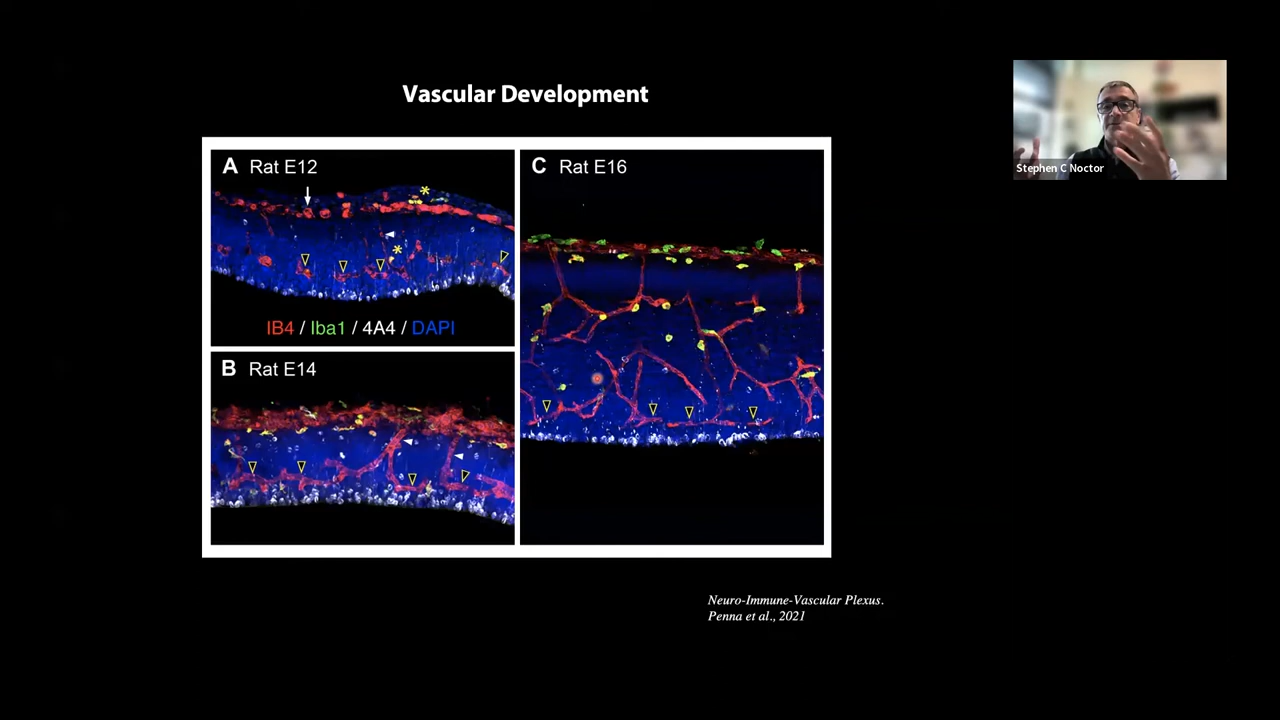 Vascular Development
Stephen C Noctor
A Rat E12
IB4 / Iba1 / 4A4 / DAPI
B Rat E14
C Rat E16
Neuro-Immune-Vascular Plexus.
Penna et al., 2021